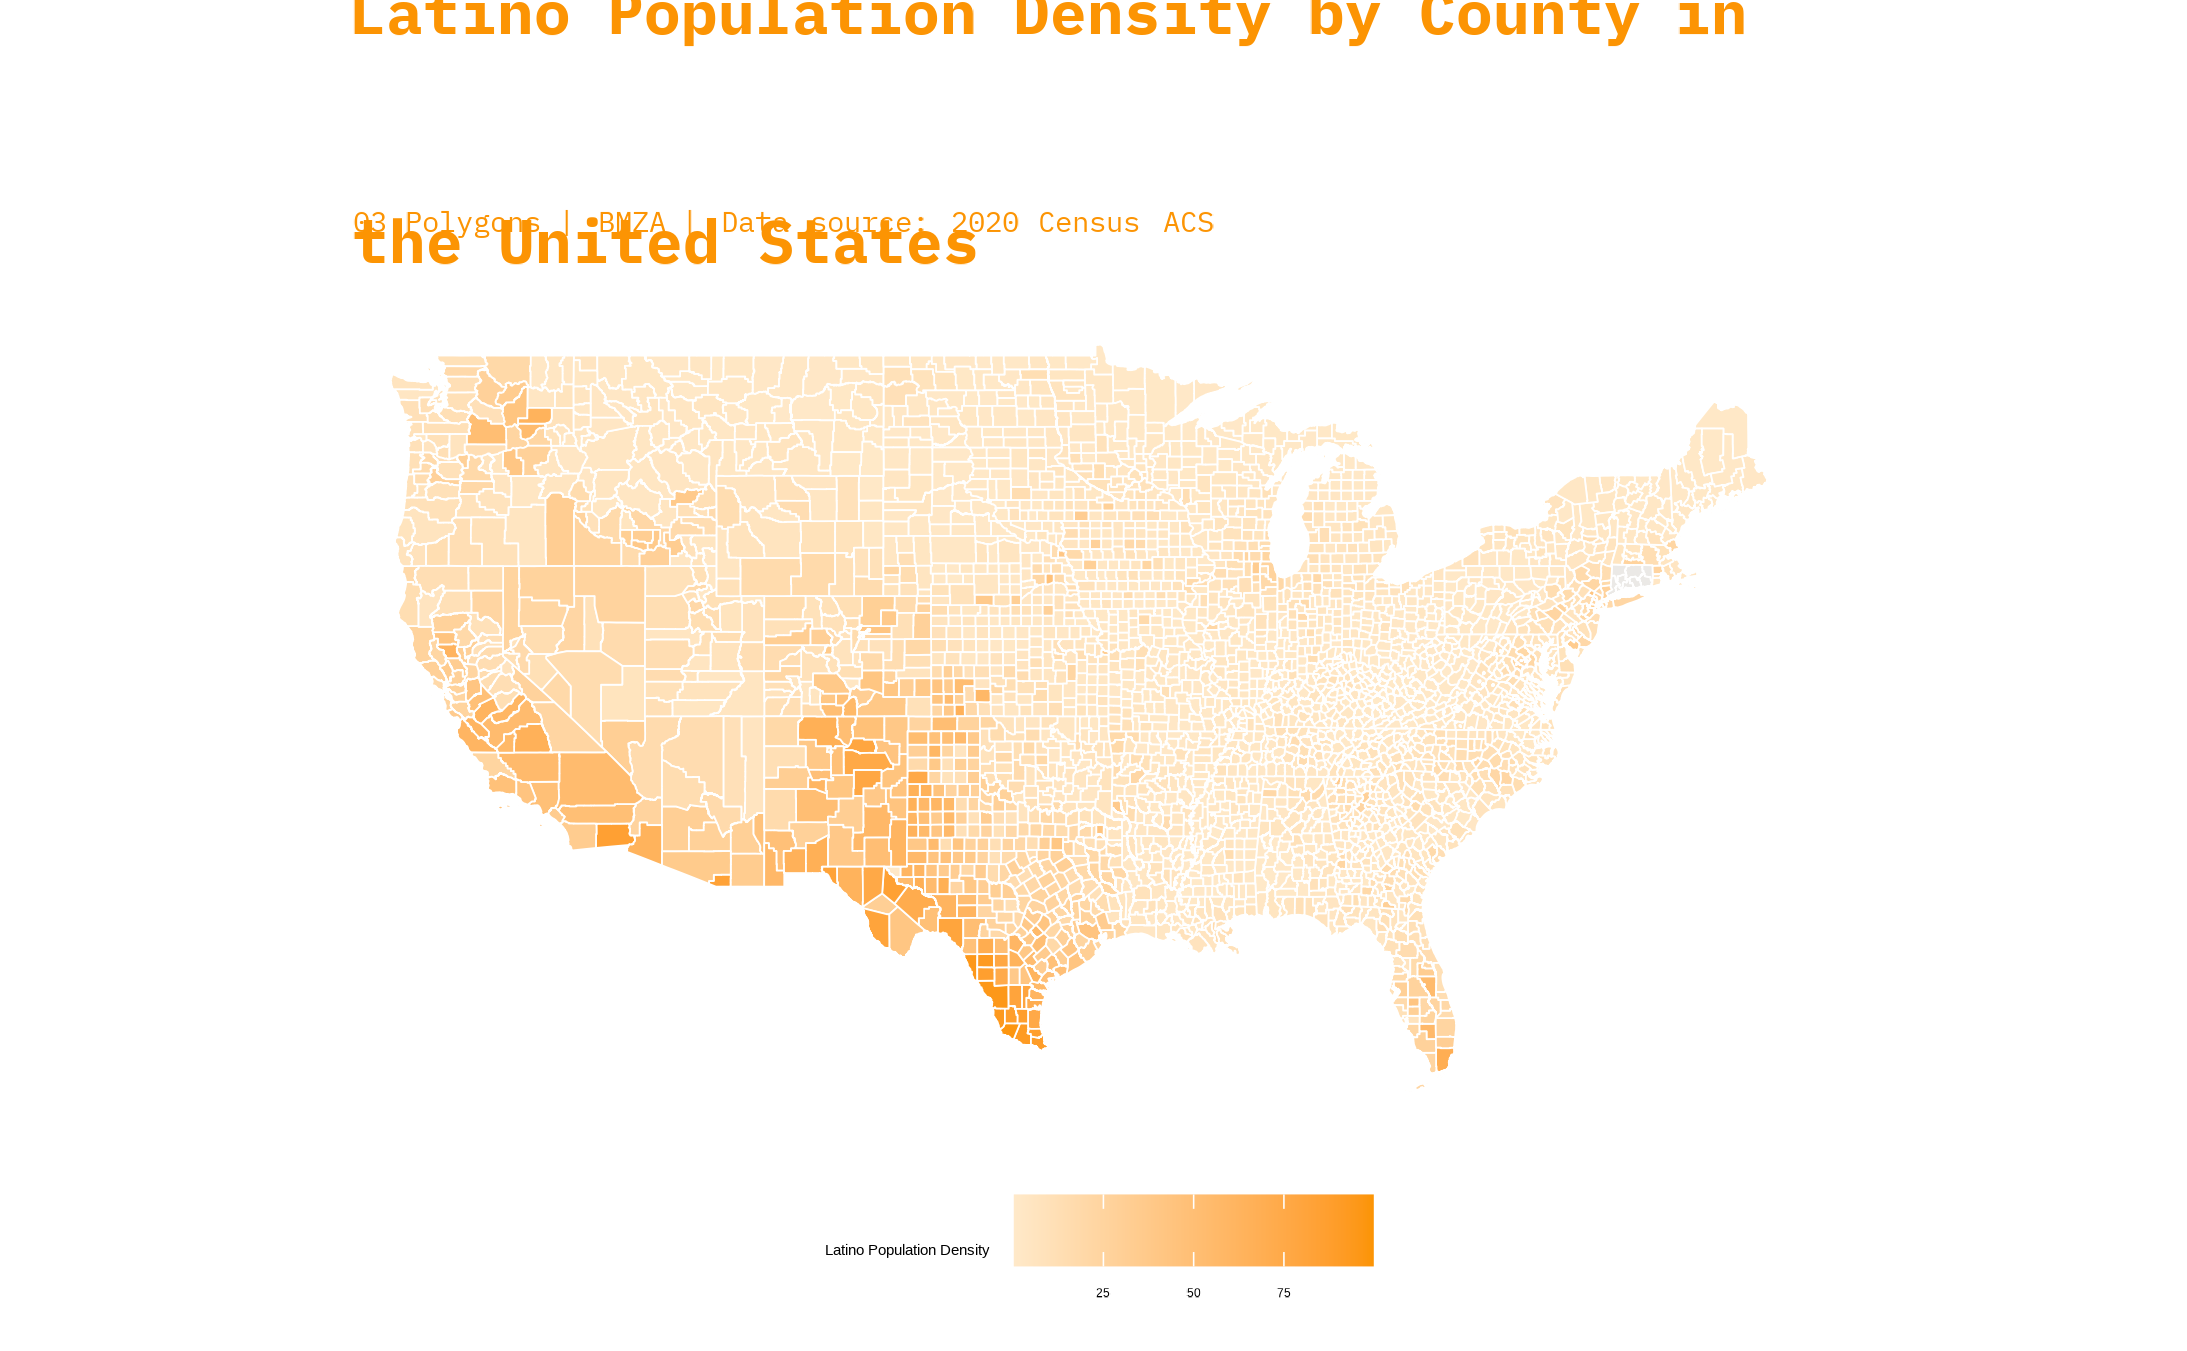 Latino Population Density by County in
the United States
03 Polygons | BMZA | Data source: 2020 Census ACS
Latino Population Density
25 50 75